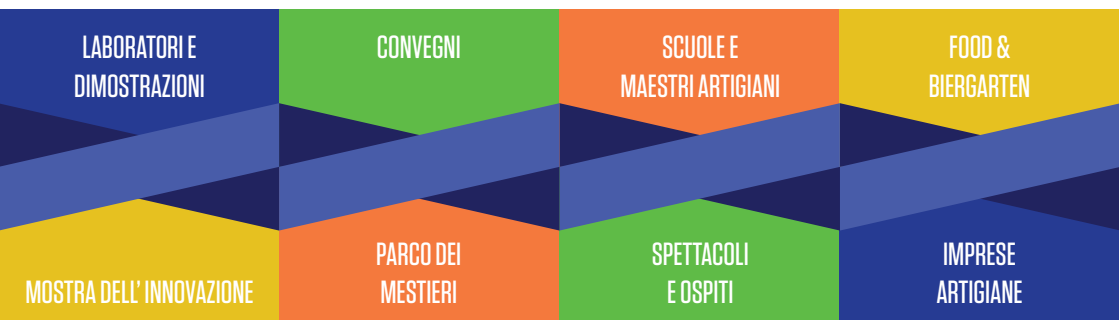 LABORATORI E
DIMOSTRAZIONI
CONVEGNI
SCUOLE E
MAESTRI ARTIGIANI
FOOD &
BIERGARTEN
MOSTRA DELL' INNOVAZIONE
PARCO DEI
MESTIERI
SPETTACOLI
E OSPITI
IMPRESE
ARTIGIANE